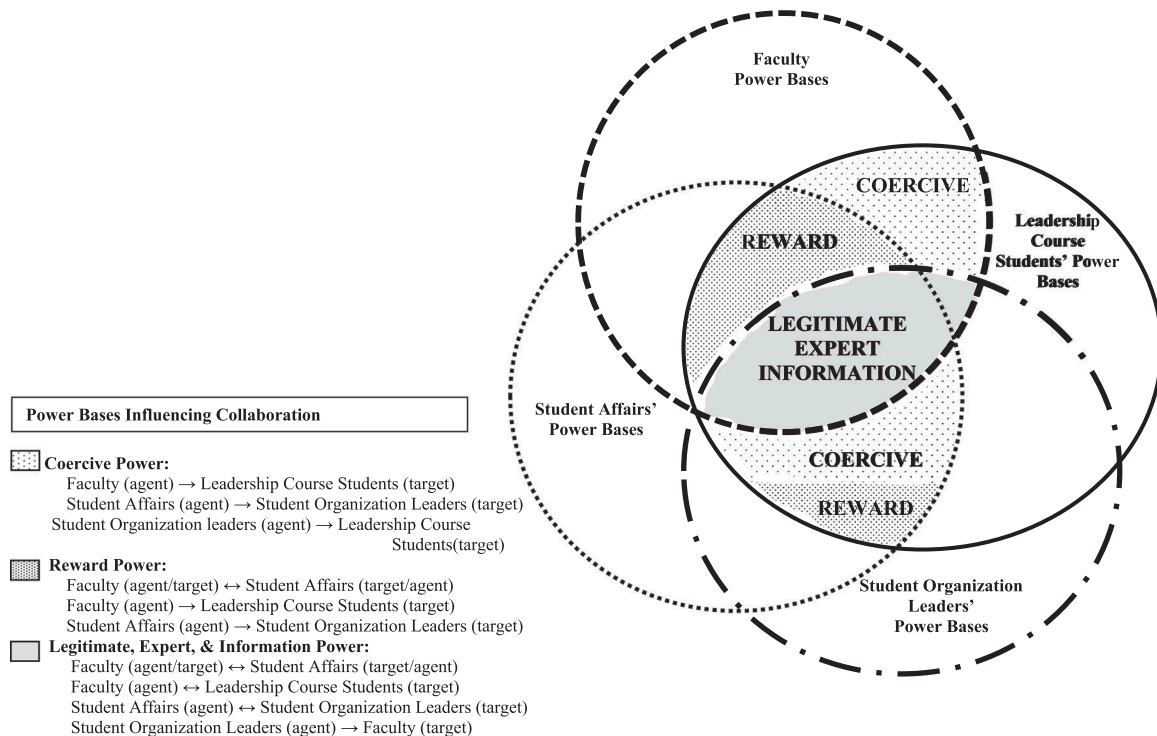 Faculty
Power Bases
COERCIVE
REWARD
Leadership
Course
Students' Power
Bases
LEGITIMATE
EXPERT
INFORMATION
Student Affairs'
Power Bases
COERCIVE
REWARD
Student Organization
Leaders'
Power Bases
Power Bases Influencing Collaboration
Coercive Power:
Faculty (agent) → Leadership Course Students (target)
Student Affairs (agent) → Student Organization Leaders (target)
Student Organization leaders (agent) → Leadership Course
Students(target)
Reward Power:
Faculty (agent/target) ↔ Student Affairs (target/agent)
Faculty (agent) → Leadership Course Students (target)
Student Affairs (agent) → Student Organization Leaders (target)
Legitimate, Expert, & Information Power:
Faculty (agent/target) ↔ Student Affairs (target/agent)
Faculty (agent) ↔ Leadership Course Students (target)
Student Affairs (agent) ↔ Student Organization Leaders (target)
Student Organization Leaders (agent) → Faculty (target)